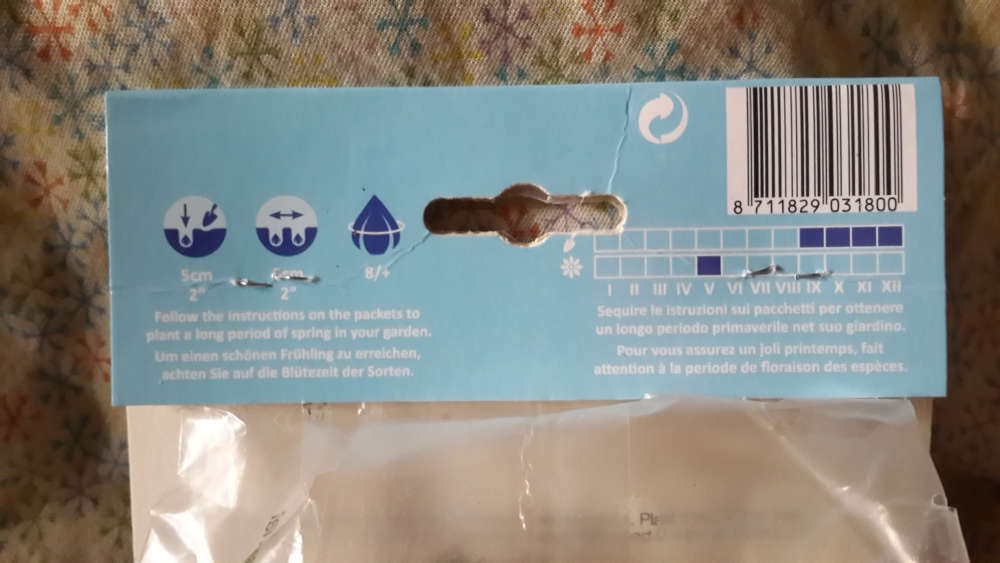 8 711829 031800
5cm
6cm
8/+
2"
2"
I II III IV V VI VII VIII IX X XI XII
Follow the instructions on the packets to
plant a long period of spring in your garden.
Um einen schönen Frühling zu erreichen,
achten Sie auf die Blütezeit der Sorten.
Sequire le istruzioni sui pacchetti per ottenere
un longo periodo primaverile net suo giardino.
Pour vous assurez un joli printemps, fait
attention à la periode de floraison des espèces.